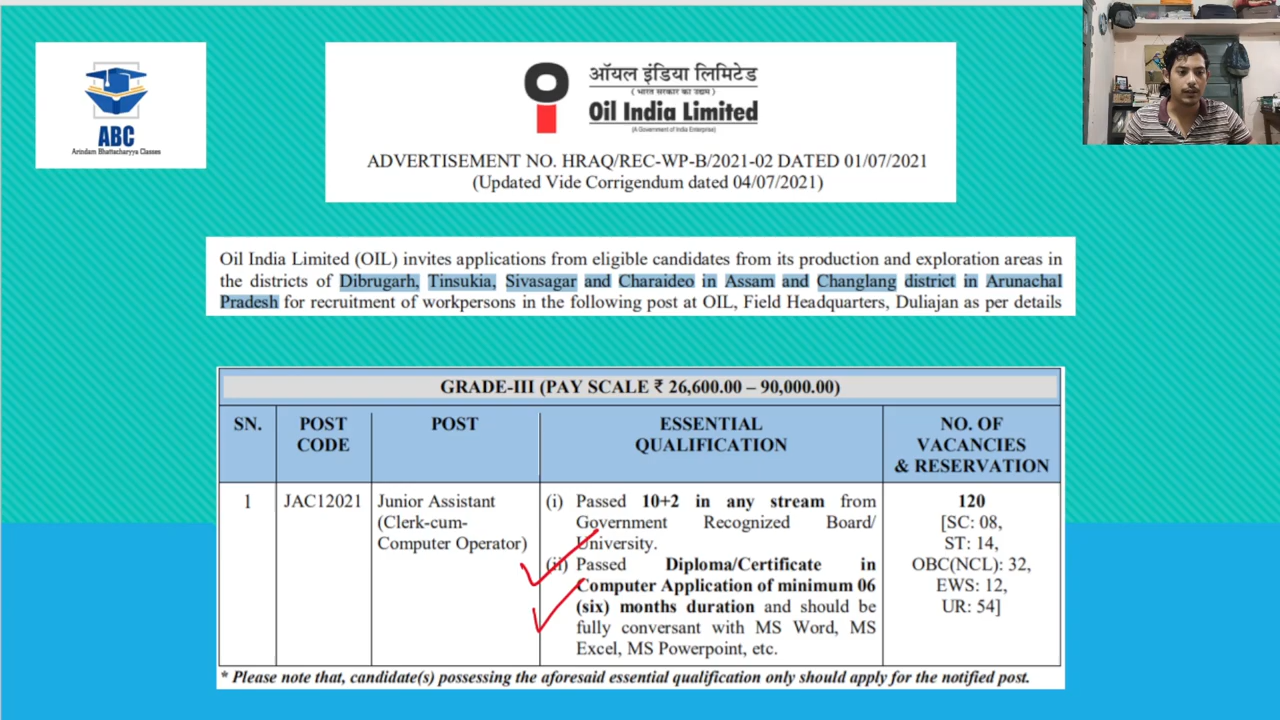 ABC
Arindam Bhattacharyya Classes
ऑयल इंडिया लिमिटेड
(भारत सरकार का उद्यम)
Oil India Limited
(A Government of India Enterprise)
ADVERTISEMENT NO. HRAQ/REC-WP-B/2021-02 DATED 01/07/2021
(Updated Vide Corrigendum dated 04/07/2021)
Oil India Limited (OIL) invites applications from eligible candidates from its production and exploration areas in
the districts of Dibrugarh, Tinsukia, Sivasagar and Charaideo in Assam and Changlang district in Arunachal
Pradesh for recruitment of workpersons in the following post at OIL, Field Headquarters, Duliajan as per details
GRADE-III (PAY SCALE ₹ 26,600.00 – 90,000.00)
SN.
POST
CODE
POST
ESSENTIAL
QUALIFICATION
NO. OF
VACANCIES
& RESERVATION
1
JAC12021
Junior Assistant
(Clerk-cum-
Computer Operator)
(i) Passed 10+2 in any stream from
Government Recognized Board/
University.
(ii) Passed Diploma/Certificate in
Computer Application of minimum 06
(six) months duration and should be
fully conversant with MS Word, MS
Excel, MS Powerpoint, etc.
120
[SC: 08,
ST: 14,
OBC(NCL): 32,
EWS: 12,
UR: 54]
* Please note that, candidate(s) possessing the aforesaid essential qualification only should apply for the notified post.